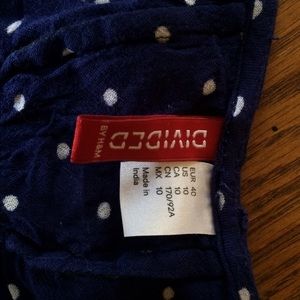 DIVIDED
BY H&M
EUR 40
US 10
CA 10
CN 170/92A
MX 10
Made in
India